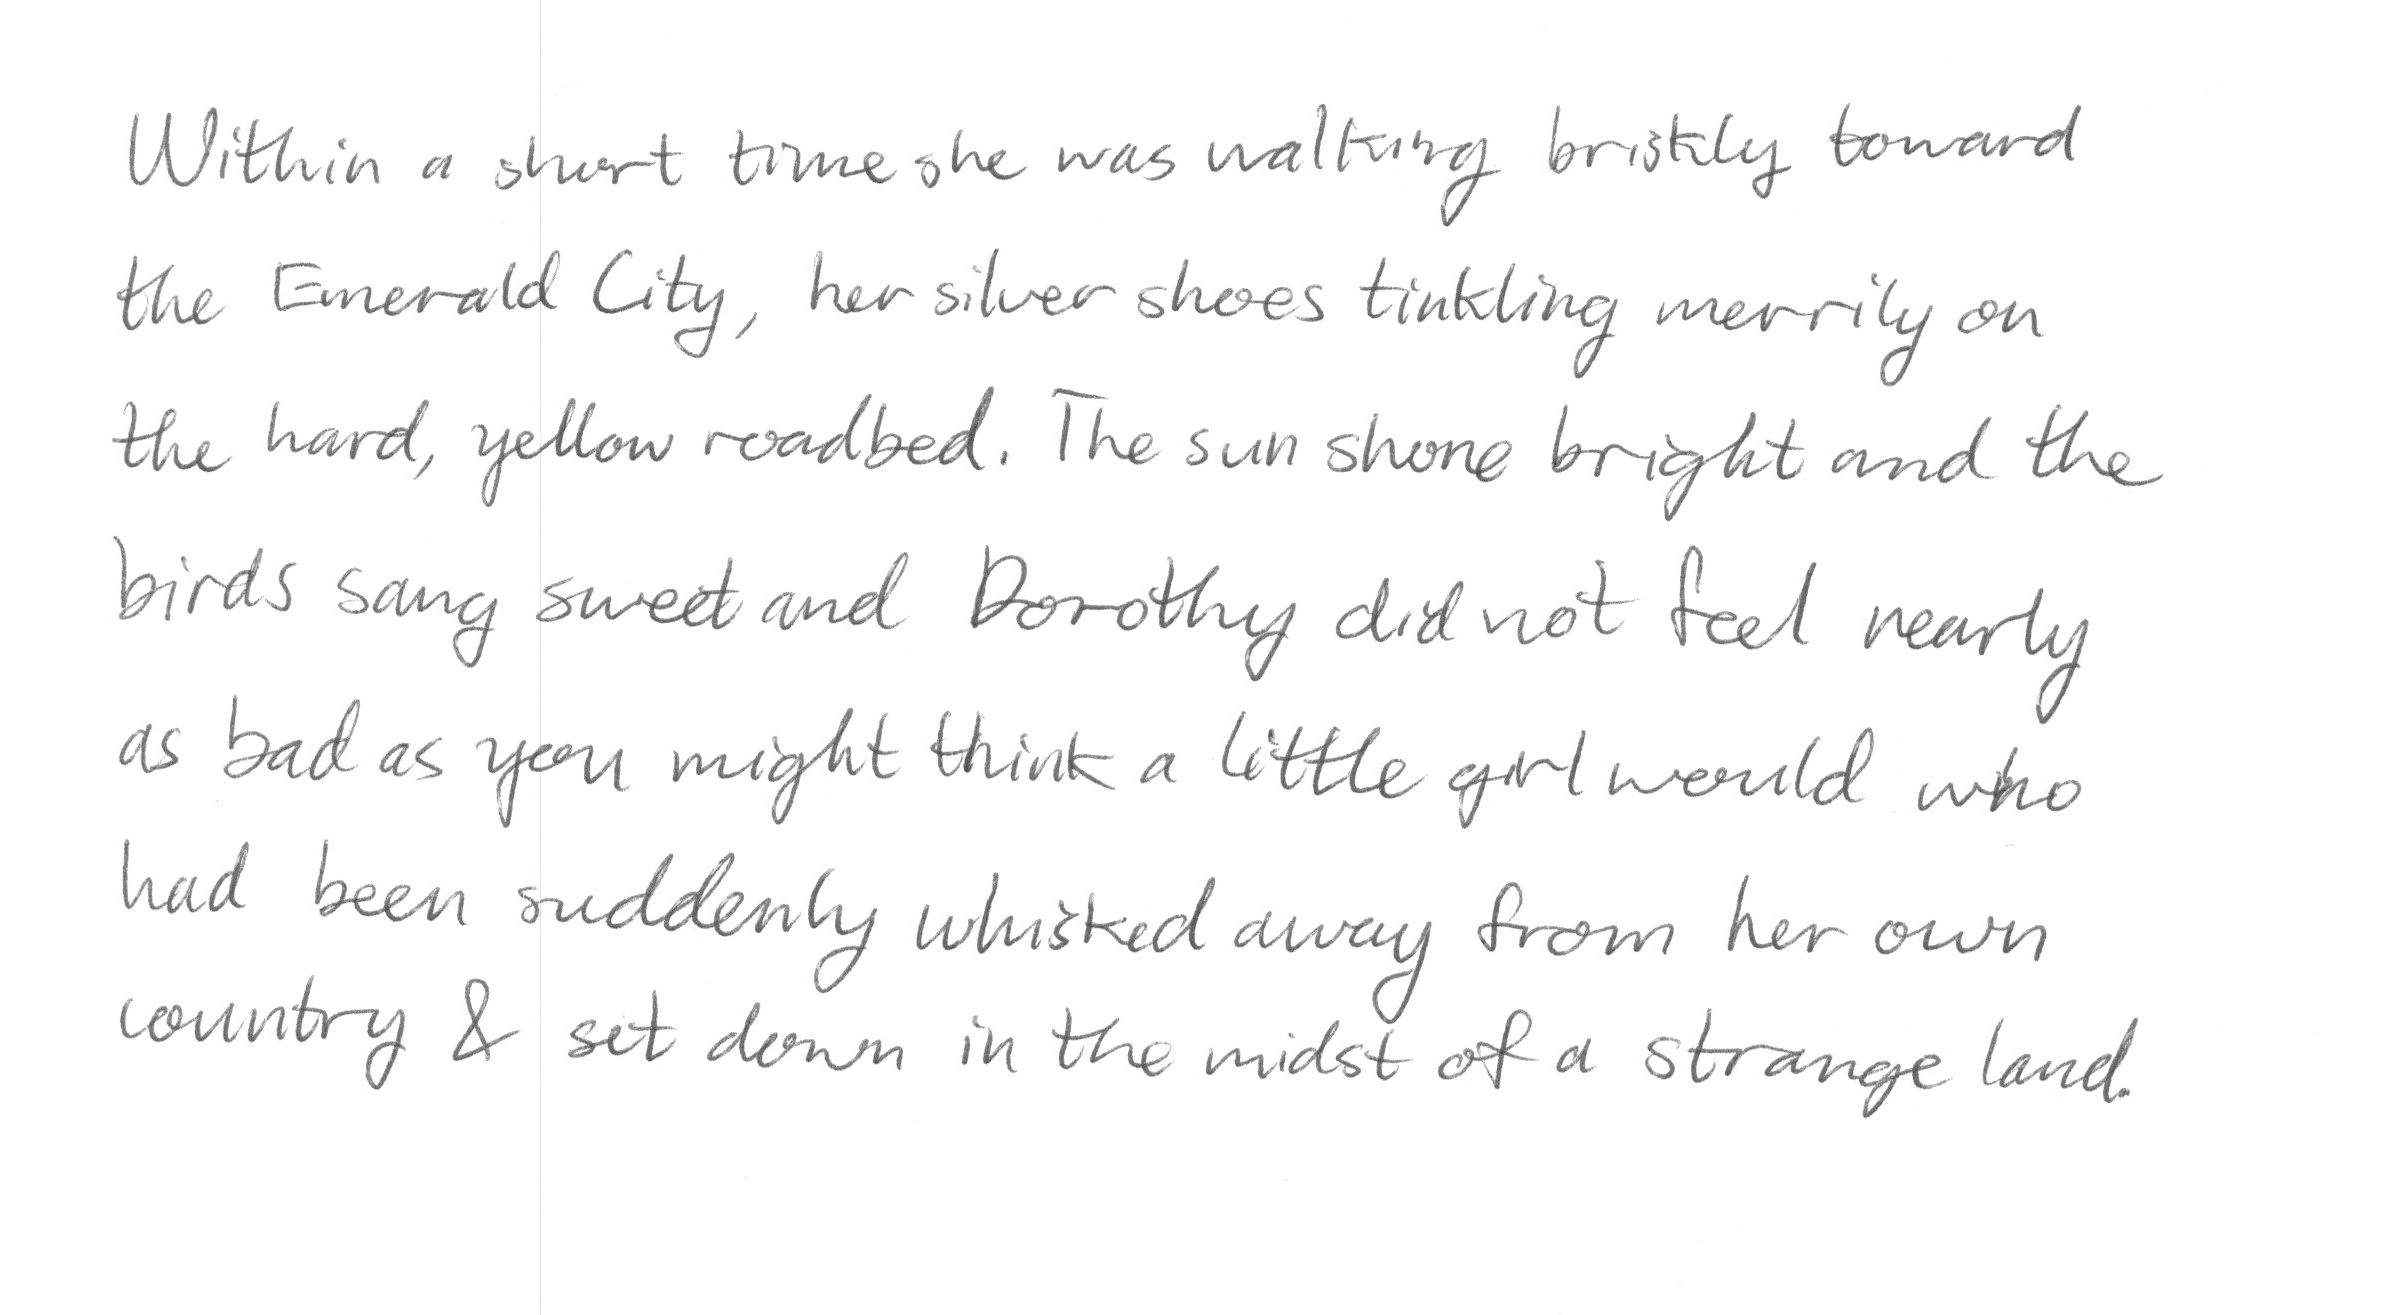 Within a short time she was walking briskly toward
the Emerald City, her silver shoes tinkling merrily on
the hard, yellow roadbed. The sun shone bright and the
birds sang sweet and Dorothy did not feel nearly
as bad as you might think a little girl would who
had been suddenly whisked away from her own
country & set down in the midst of a strange land.